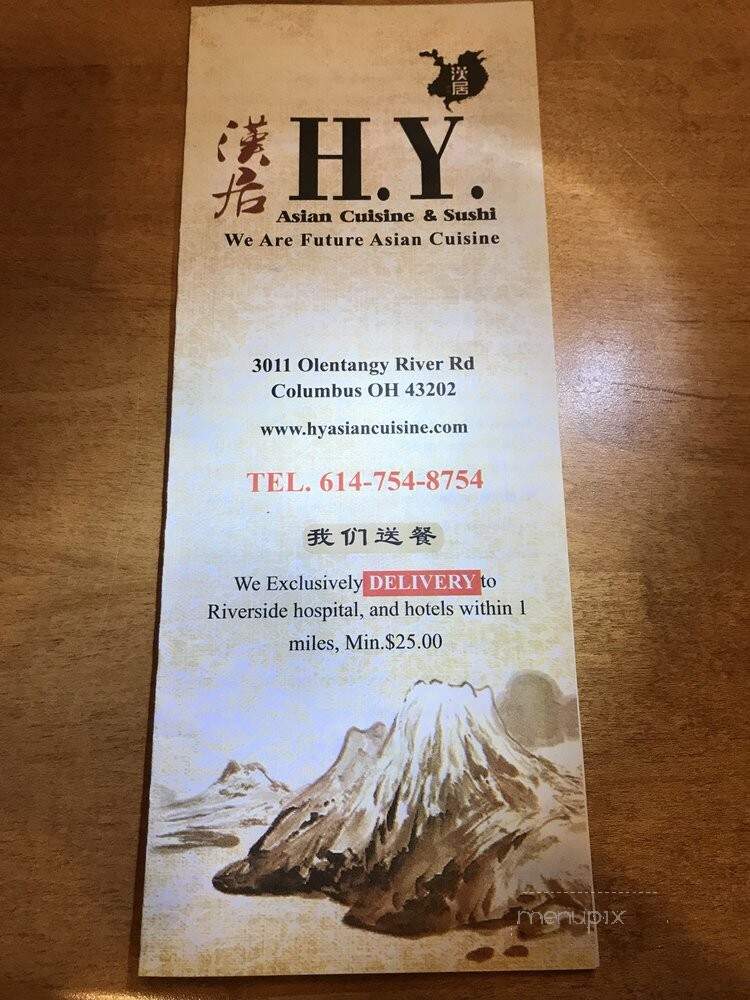 漢居
漢居
H.Y.
Asian Cuisine & Sushi
We Are Future Asian Cuisine
3011 Olentangy River Rd
Columbus OH 43202
www.hyasiancuisine.com
TEL. 614-754-8754
我们送餐
We Exclusively DELIVERY to
Riverside hospital, and hotels within 1
miles, Min.$25.00
menupix